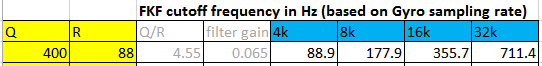 FKF cutoff frequency in Hz (based on Gyro sampling rate)
Q R Q/R filter gain 4k 8k 16k 32k
400 88 4.55 0.065 88.9 177.9 355.7 711.4